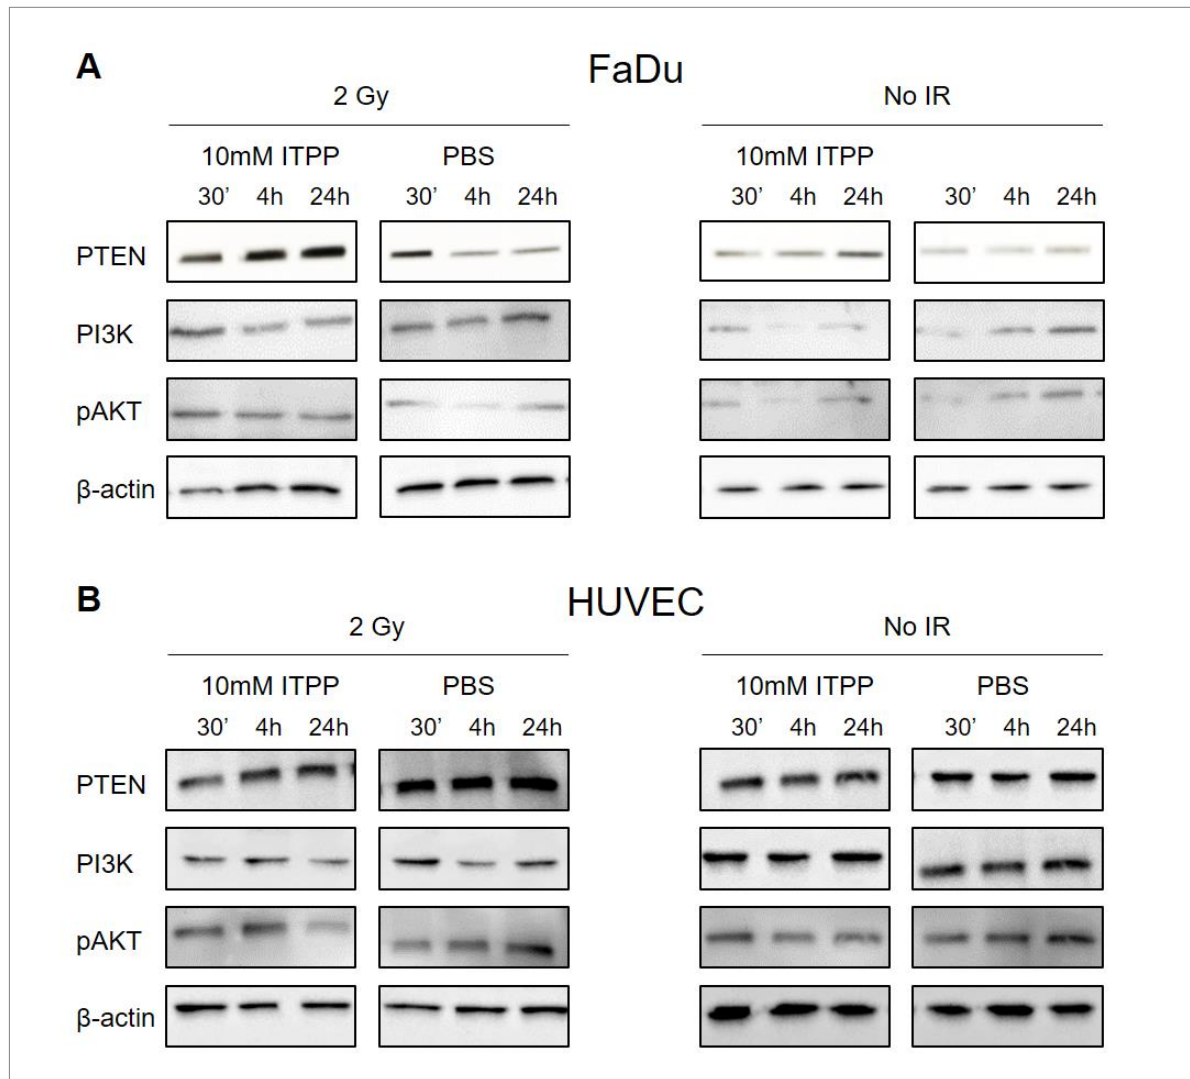 A
FaDu
2 Gy
No IR
10mM ITPP PBS
10mM ITPP
30’ 4h 24h 30’ 4h 24h
30’ 4h 24h 30’ 4h 24h
PTEN
PI3K
pAKT
β-actin
B
HUVEC
2 Gy
No IR
10mM ITPP PBS
10mM ITPP PBS
30’ 4h 24h 30’ 4h 24h
30’ 4h 24h 30’ 4h 24h
PTEN
PI3K
pAKT
β-actin